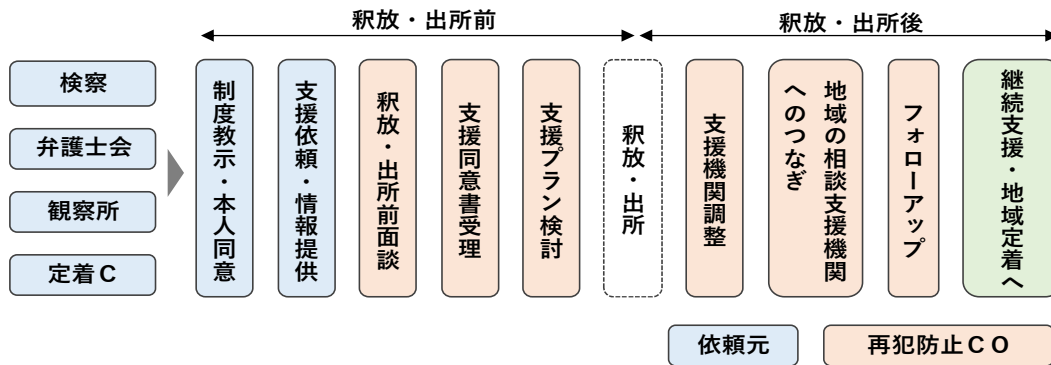 釈放・出所前
釈放・出所後
検察
弁護士会
観察所
定着C
制度教示・本人同意
支援依頼・情報提供
釈放・出所前面談
支援同意書受理
支援プラン検討
釈放・出所
支援機関調整
地域の相談支援機関
へのつなぎ
フォローアップ
継続支援・地域定着へ
依頼元
再犯防止CO